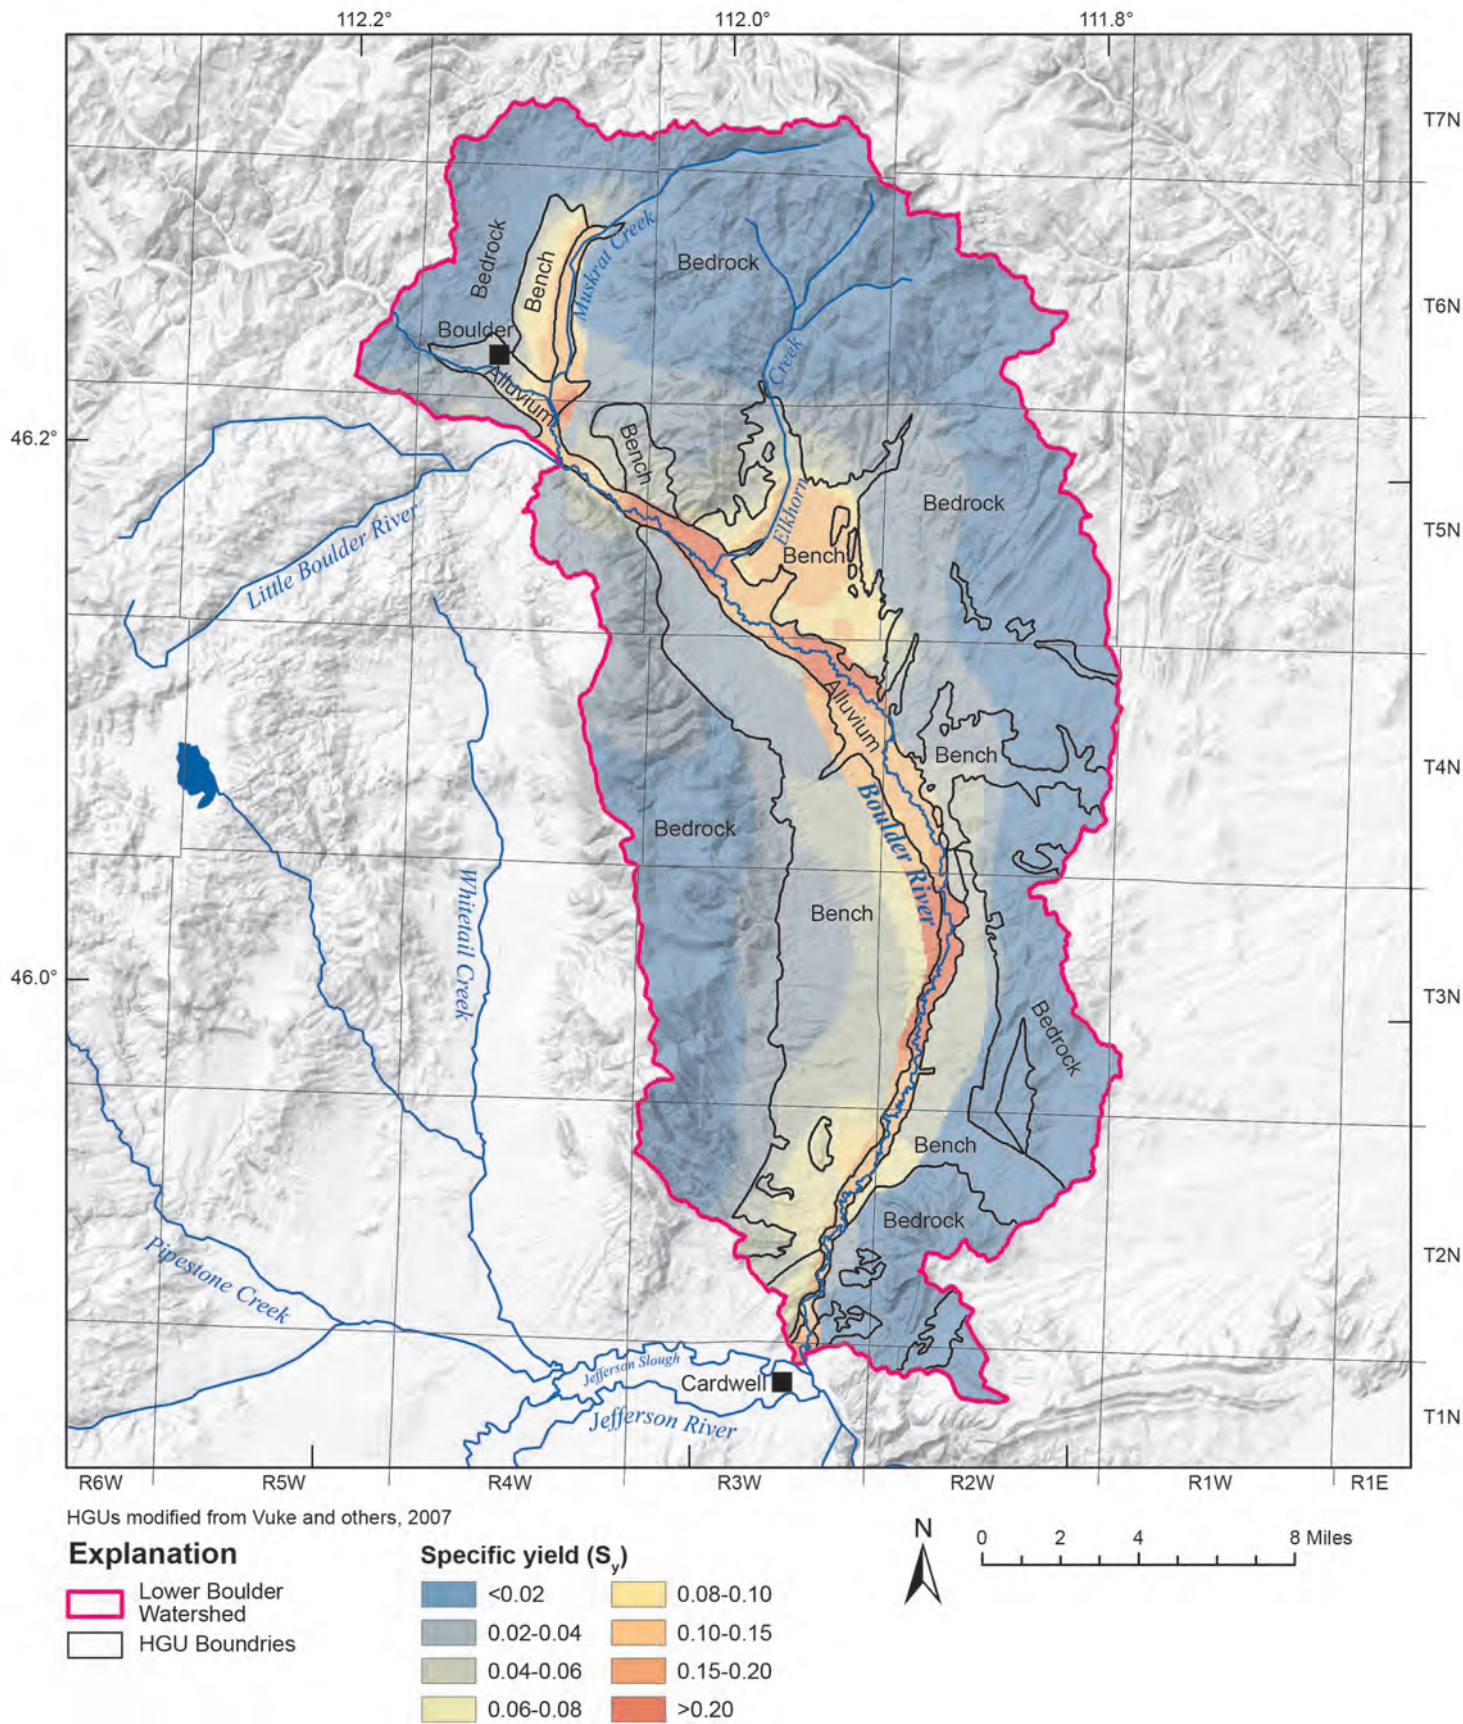 112.2°
112.0°
111.8°
T7N
T6N
T5N
T4N
T3N
T2N
T1N
46.2°
46.0°
Bedrock
Bench
Muskrat Creek
Bedrock
Boulder
Alluvium
Creek
Elkhorn
Bench
Bedrock
Bench
Little Boulder River
Alluvium
Bench
Boulder River
Bedrock
Whitetail Creek
Bench
Bedrock
Bench
Bedrock
Pipestone Creek
Jefferson Slough
Cardwell
Jefferson River
R6W
R5W
R4W
R3W
R2W
R1W
R1E
HGUs modified from Vuke and others, 2007
Explanation
Lower Boulder
Watershed
HGU Boundries
Specific yield (Sy)
<0.02
0.02-0.04
0.04-0.06
0.06-0.08
0.08-0.10
0.10-0.15
0.15-0.20
>0.20
N
0 2 4 8 Miles